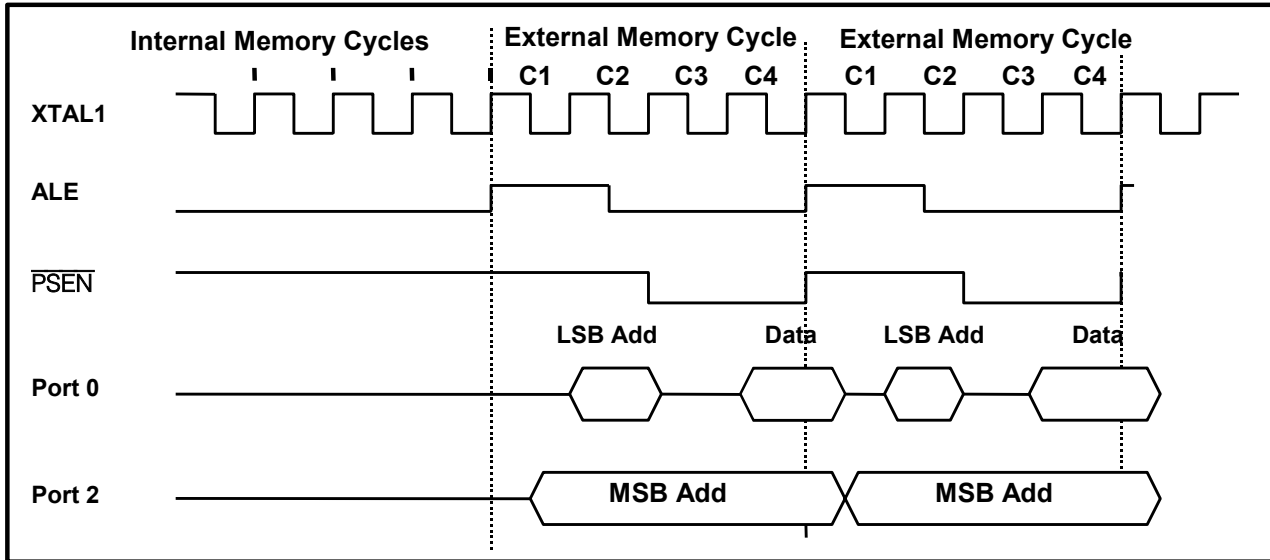 Internal Memory Cycles External Memory Cycle External Memory Cycle
C1 C2 C3 C4 C1 C2 C3 C4
XTAL1
ALE
PSEN
LSB Add Data LSB Add Data
Port 0
Port 2 MSB Add MSB Add